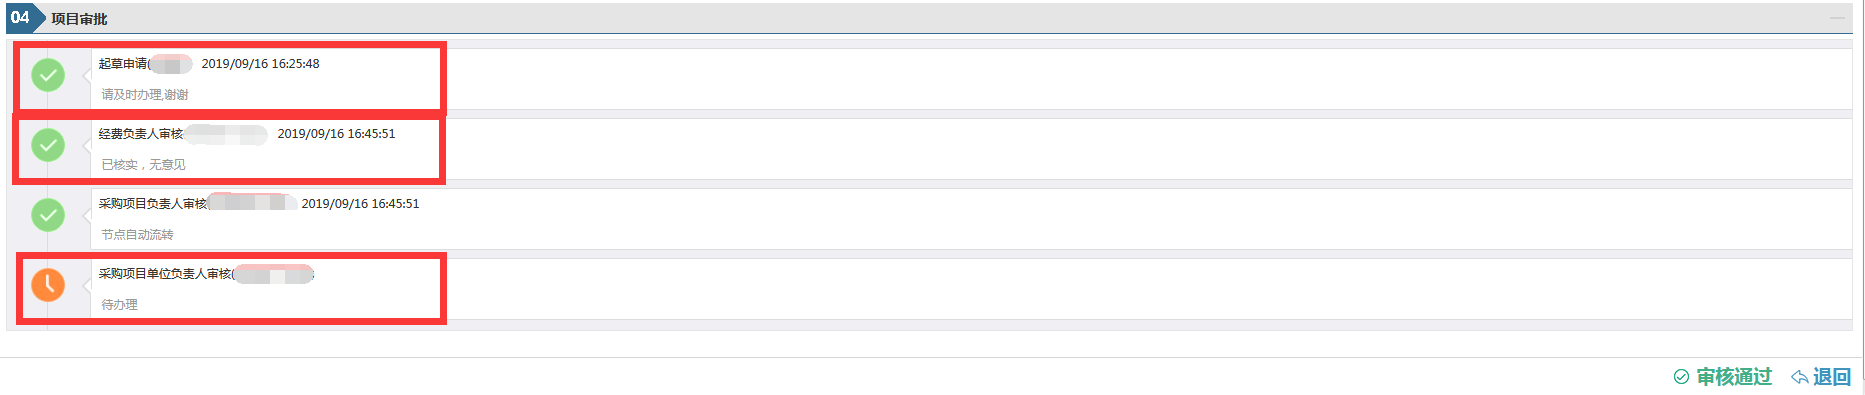 04 项目审批
起草申请( 2019/09/16 16:25:48
请及时办理,谢谢
经费负责人审核 2019/09/16 16:45:51
已核实，无意见
采购项目负责人审核( 2019/09/16 16:45:51
节点自动流转
采购项目单位负责人审核(
待办理
审核通过 退回